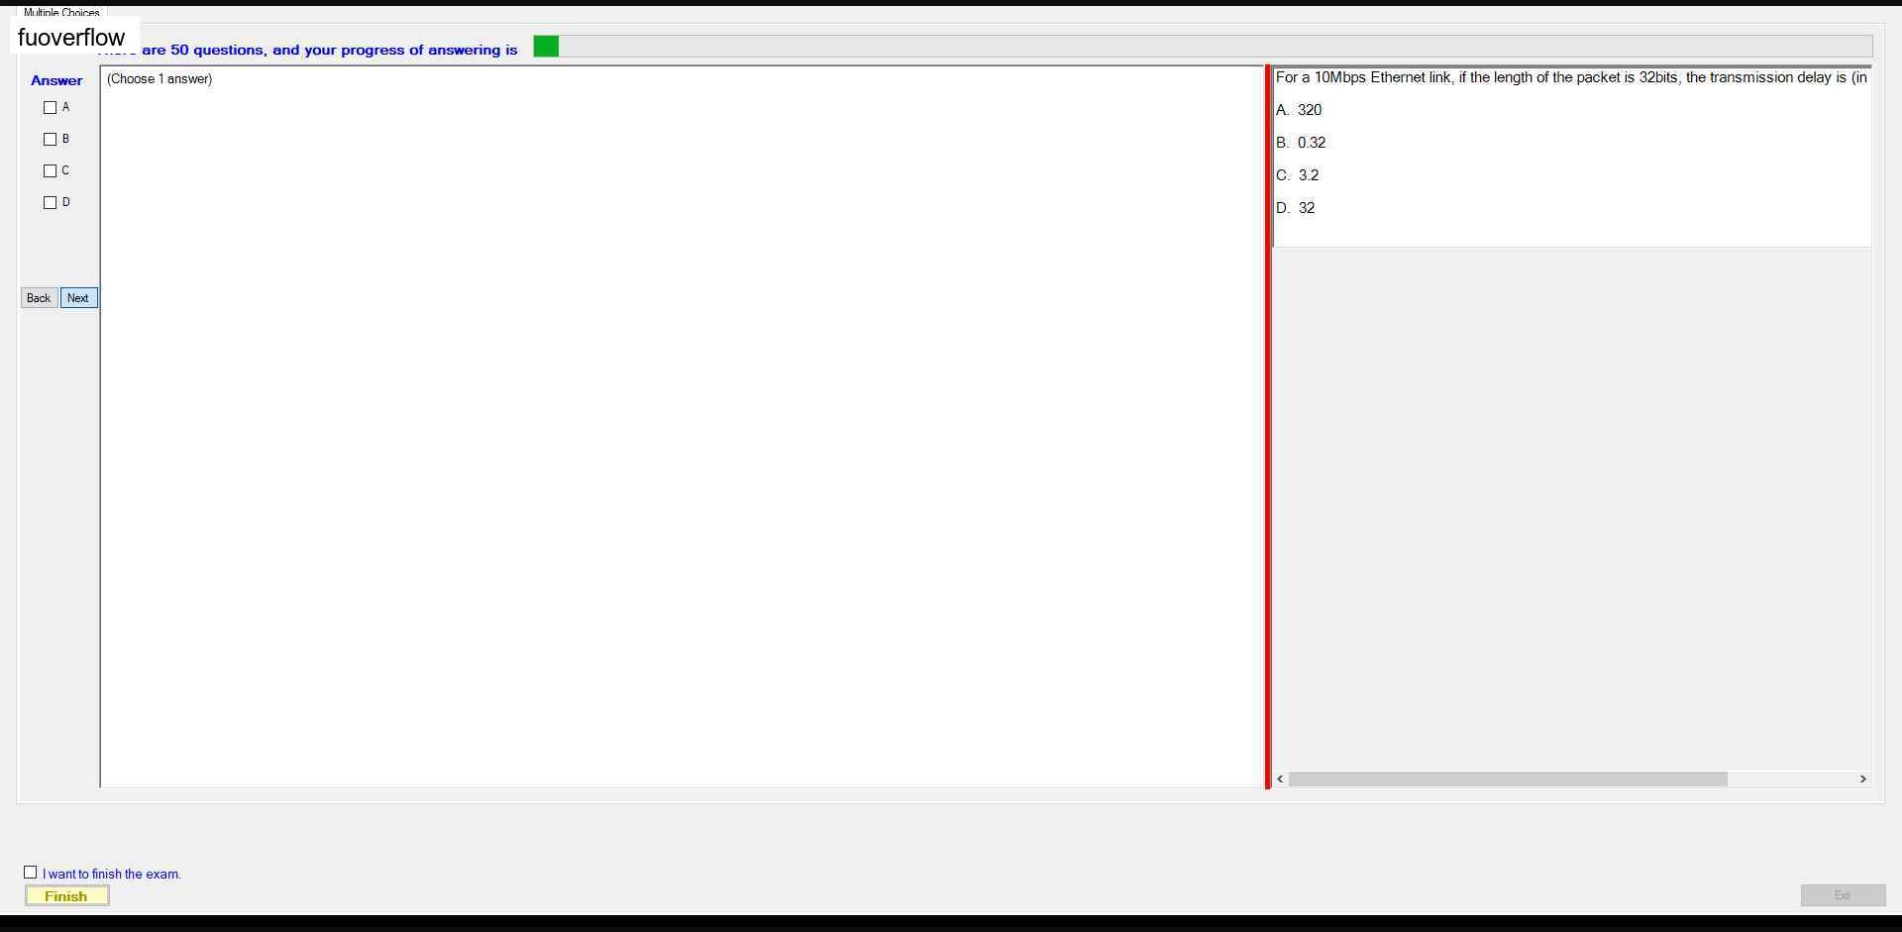 Multiple Choices
fuoverflow
are 50 questions, and your progress of answering is
Answer
(Choose 1 answer)
A
B
C
D
Back
Next
For a 10Mbps Ethernet link, if the length of the packet is 32bits, the transmission delay is (in
A. 320
B. 0.32
C. 3.2
D. 32
I want to finish the exam.
Finish
Exit